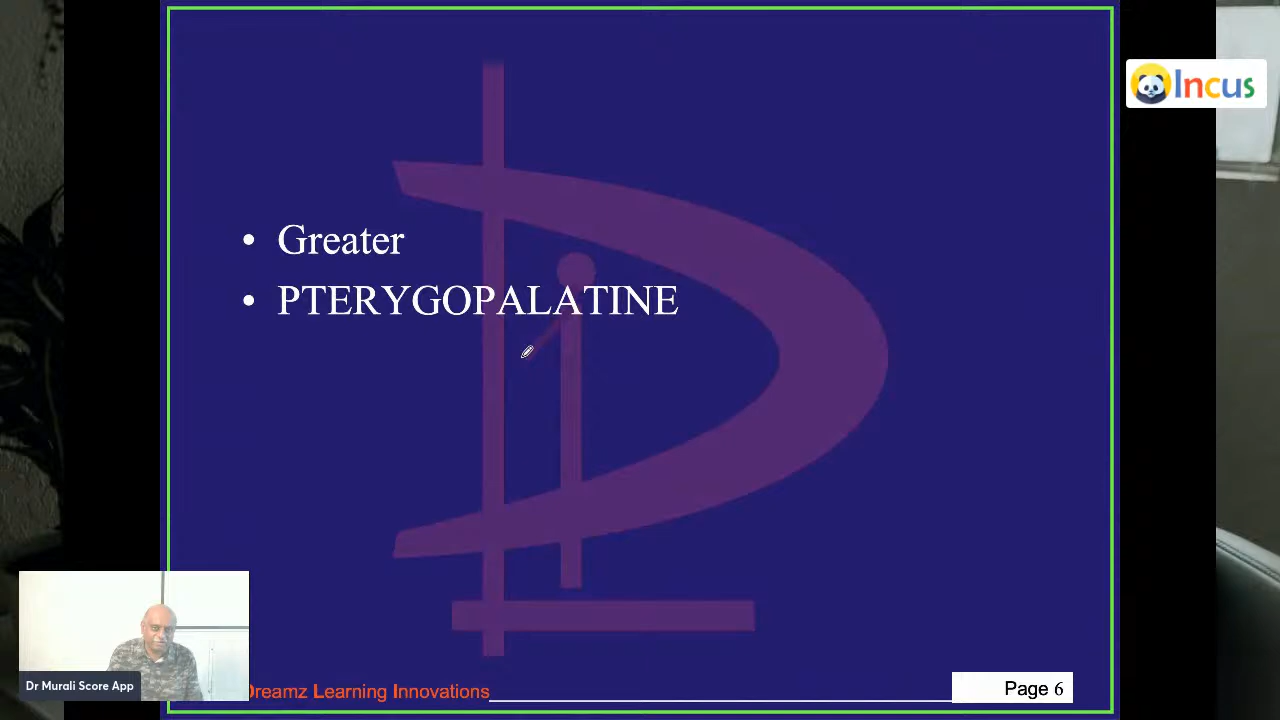 Incus
• Greater
• PTERYGOPALATINE
Dr Murali Score App
Dreamz Learning Innovations
Page 6